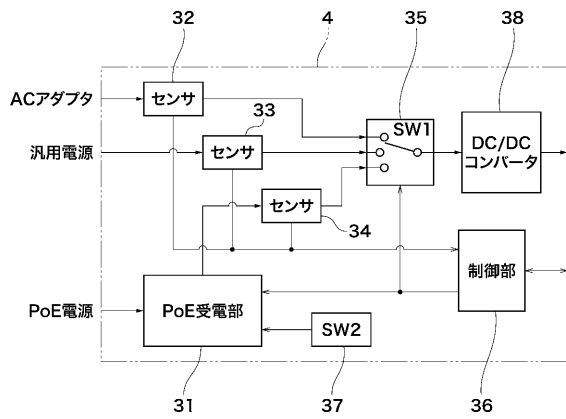 32
4
35
38
ACアダプタ
センサ
33
SW1
汎用電源
センサ
DC/DC
コンバータ
センサ
34
制御部
PoE電源
PoE受電部
SW2
31
37
36